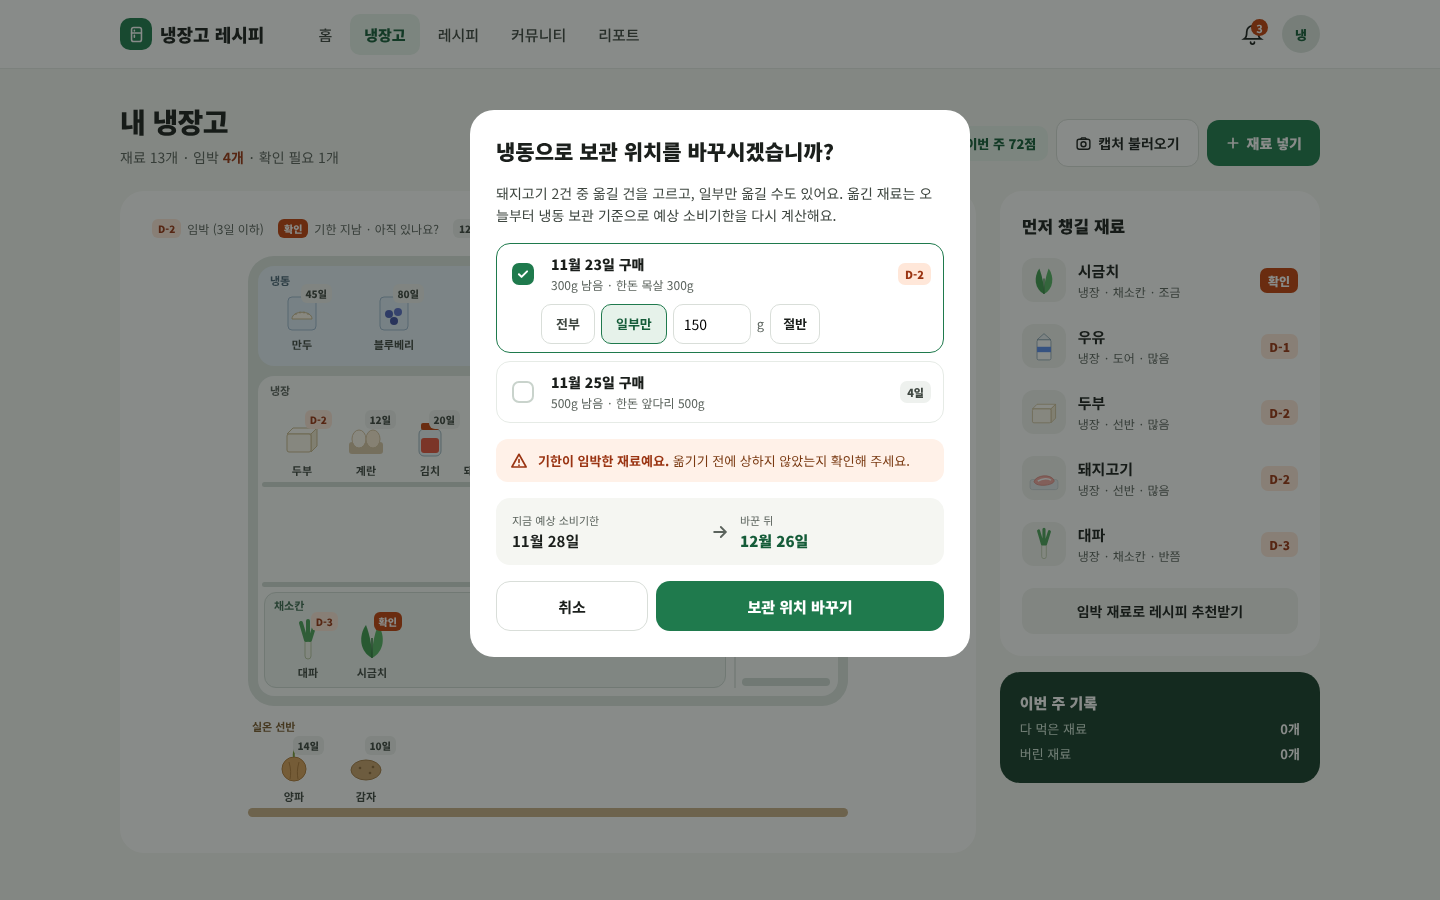 냉장고 레시피
홈
냉장고
레시피
커뮤니티
리포트
3
냉
내 냉장고
재료 13개 · 임박 4개 · 확인 필요 1개
이번 주 72점
캡처 불러오기
재료 넣기
D-2 임박 (3일 이하)
확인 기한 지남 · 아직 있나요?
12
냉동
45일
만두
80일
블루베리
냉장
D-2
두부
12일
계란
20일
김치
채소칸
D-3
대파
확인
시금치
실온 선반
14일
양파
10일
감자
냉동으로 보관 위치를 바꾸시겠습니까?
돼지고기 2건 중 옮길 건을 고르고, 일부만 옮길 수도 있어요. 옮긴 재료는 오
늘부터 냉동 보관 기준으로 예상 소비기한을 다시 계산해요.
11월 23일 구매
300g 남음 · 한돈 목살 300g
D-2
전부
일부만
150
g
절반
11월 25일 구매
500g 남음 · 한돈 앞다리 500g
4일
기한이 임박한 재료예요. 옮기기 전에 상하지 않았는지 확인해 주세요.
지금 예상 소비기한
11월 28일
바꾼 뒤
12월 26일
취소
보관 위치 바꾸기
먼저 챙길 재료
시금치
냉장 · 채소칸 · 조금
확인
우유
냉장 · 도어 · 많음
D-1
두부
냉장 · 선반 · 많음
D-2
돼지고기
냉장 · 선반 · 많음
D-2
대파
냉장 · 채소칸 · 반쯤
D-3
임박 재료로 레시피 추천받기
이번 주 기록
다 먹은 재료 0개
버린 재료 0개